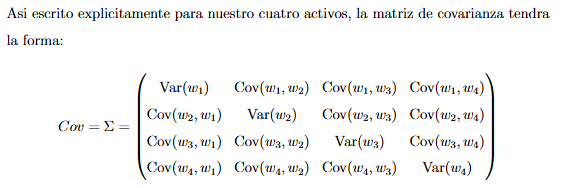 Asi escrito explicitamente para nuestro cuatro activos, la matriz de covarianza tendra
la forma:
Var(w₁) Cov(w₁, w₂) Cov(w₁, w₃) Cov(w₁, w₄)
Cov(w₂, w₁) Var(w₂) Cov(w₂, w₃) Cov(w₂, w₄)
Cov = Σ =
Cov(w₃, w₁) Cov(w₃, w₂) Var(w₃) Cov(w₃, w₄)
Cov(w₄, w₁) Cov(w₄, w₂) Cov(w₄, w₃) Var(w₄)